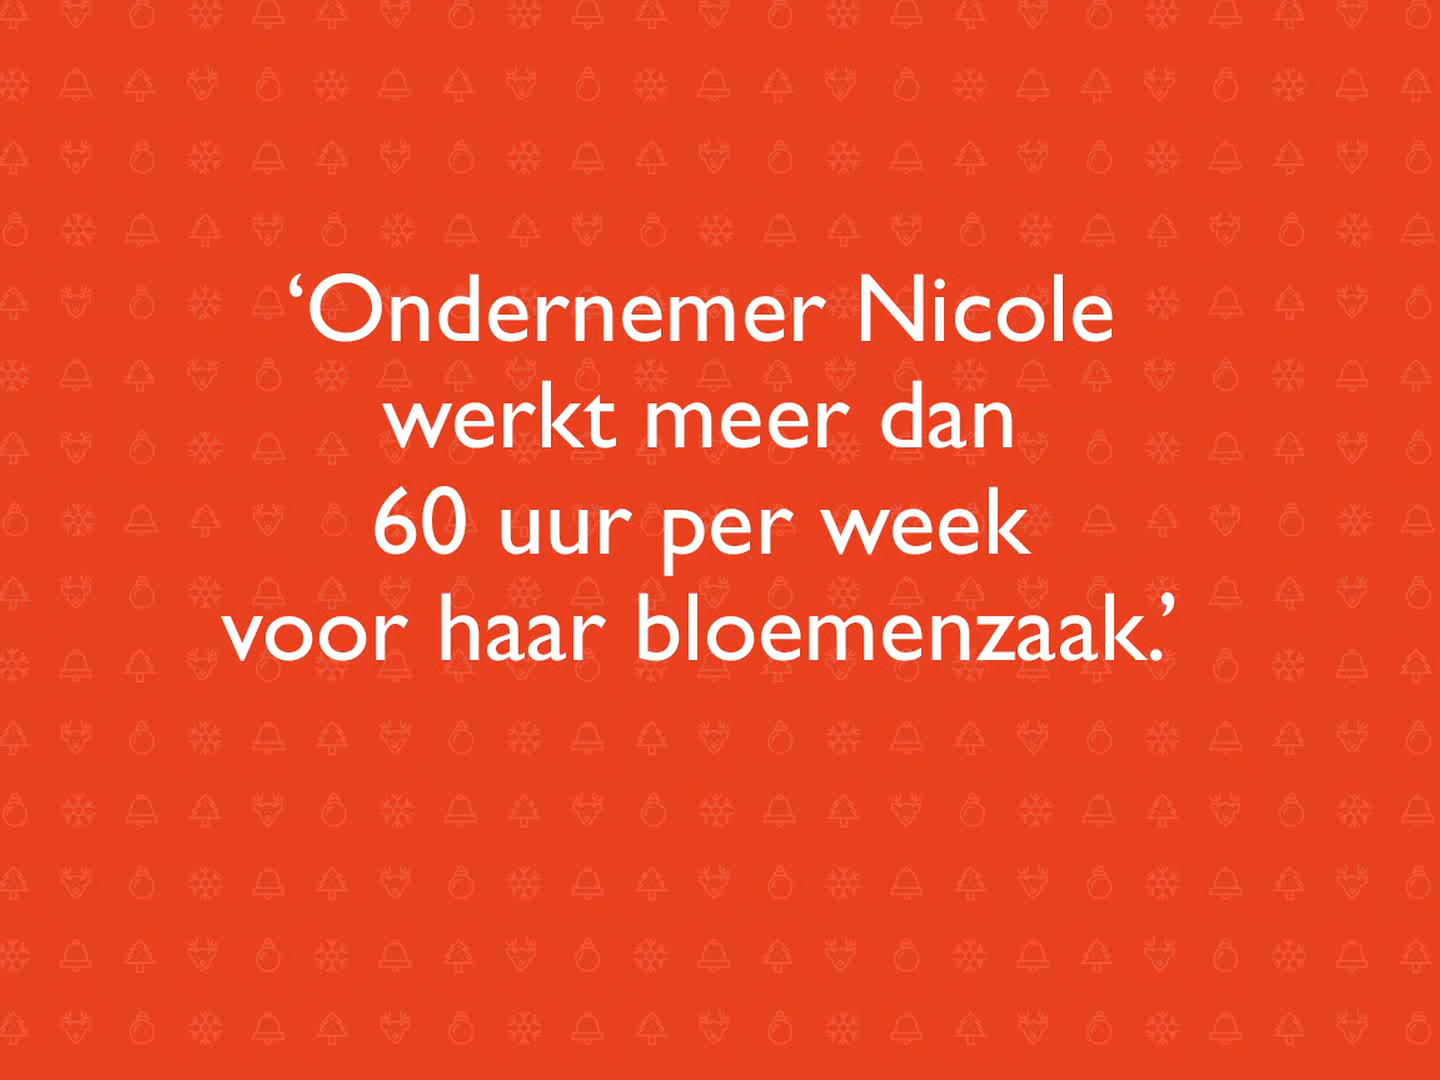 ‘Ondernemer Nicole
werkt meer dan
60 uur per week
voor haar bloemenzaak.’